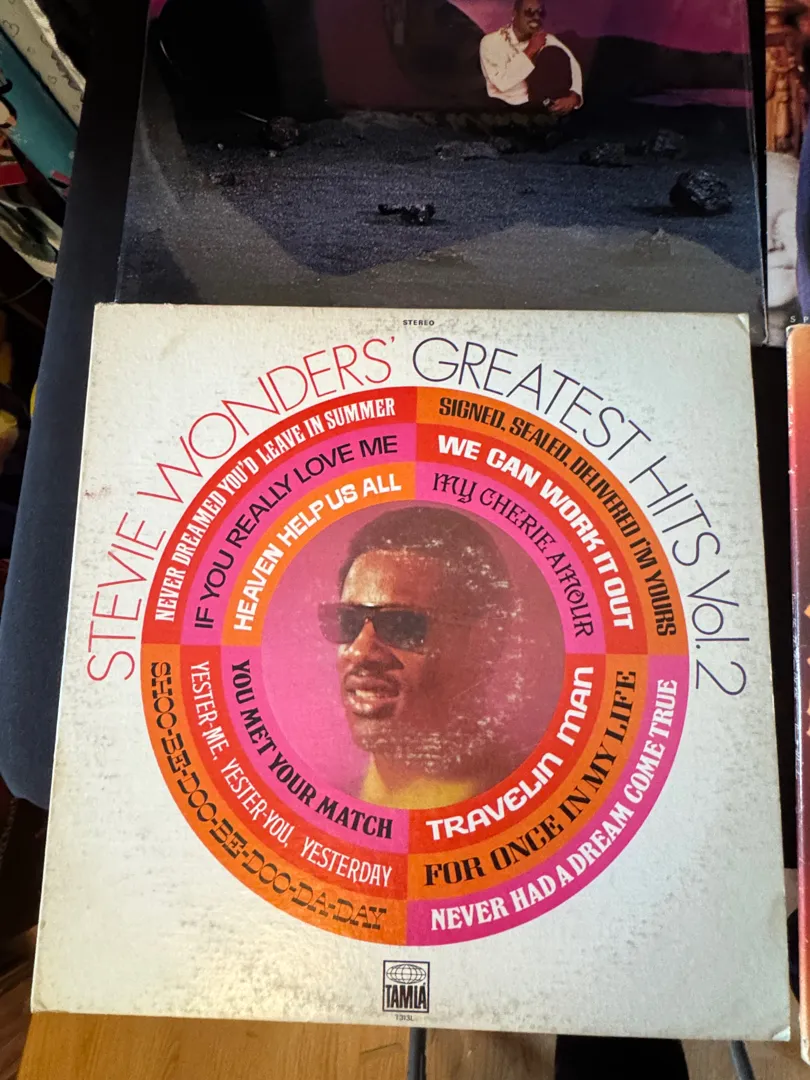 STEREO
STEVIE WONDERS' GREATEST HITS Vol. 2
NEVER DREAMED YOU'D LEAVE IN SUMMER
IF YOU REALLY LOVE ME
HEAVEN HELP US ALL
SIGNED, SEALED, DELIVERED I'M YOURS
WE CAN WORK IT OUT
MY CHERIE AMOUR
YOU MET YOUR MATCH
YESTER-ME, YESTER-YOU, YESTERDAY
SHOO-BE-DOO-BE-DOO-DA-DAY
TRAVELIN MAN
FOR ONCE IN MY LIFE
NEVER HAD A DREAM COME TRUE
TAMLA
T313L